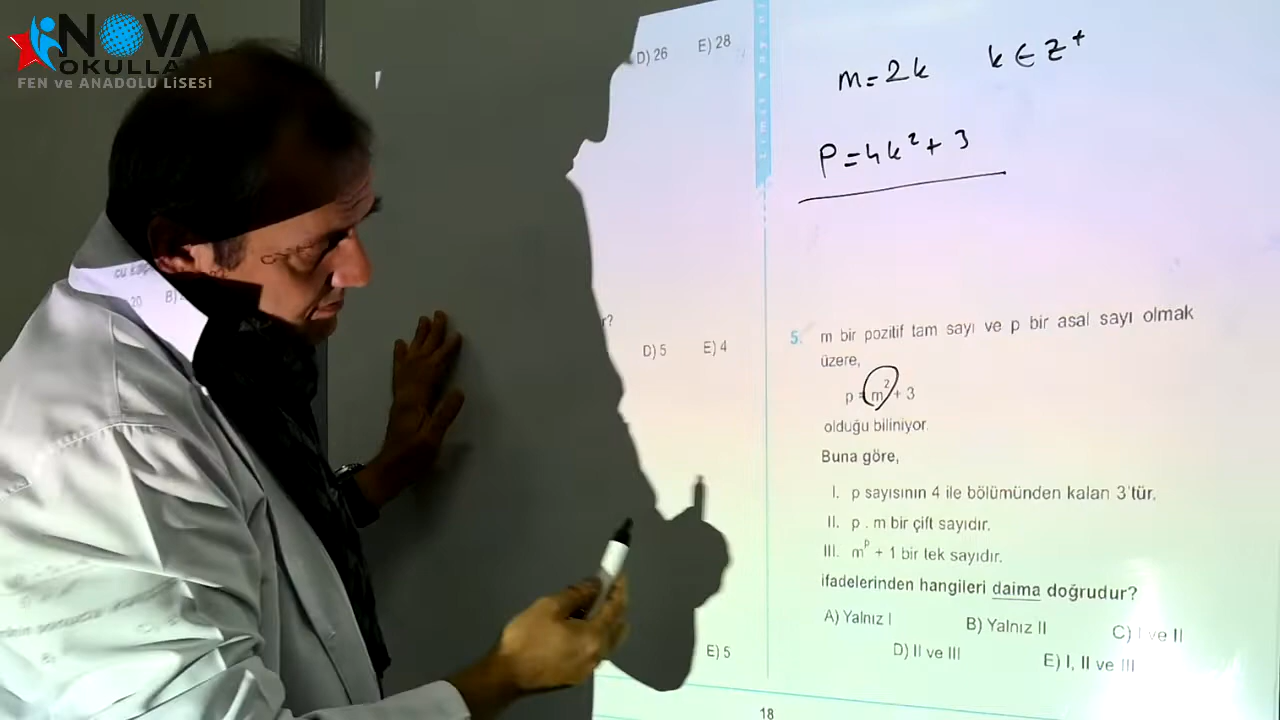 NOVA
OKULLA
FEN ve ANADOLU LİSESİ
D) 26 E) 28
m=2k k∈Z⁺
P=4k²+3
D) 5 E) 4
5. m bir pozitif tam sayı ve p bir asal sayı olmak
üzere,
p = m² + 3
olduğu biliniyor.
Buna göre,
I. p sayısının 4 ile bölümünden kalan 3'tür.
II. p . m bir çift sayıdır.
III. mᵖ + 1 bir tek sayıdır.
ifadelerinden hangileri daima doğrudur?
A) Yalnız I B) Yalnız II C) I ve II
D) II ve III E) I, II ve III
E) 5
18
20 B)